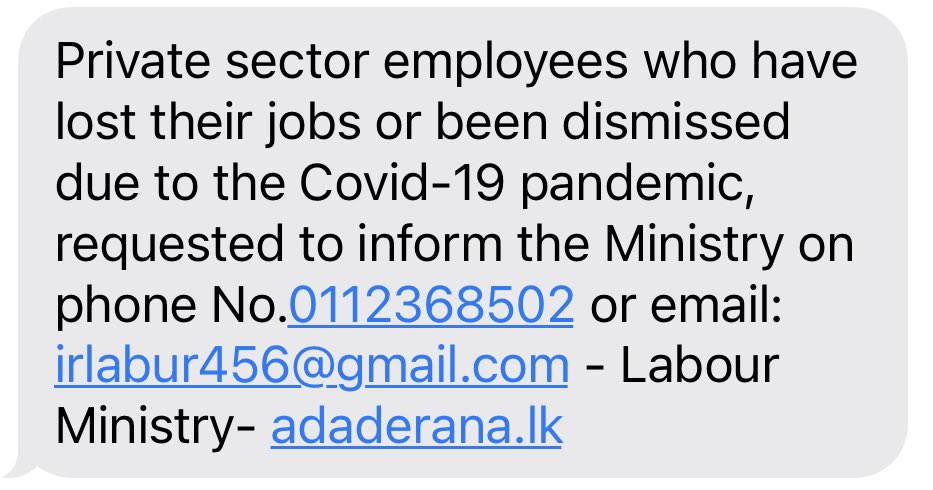 Private sector employees who have
lost their jobs or been dismissed
due to the Covid-19 pandemic,
requested to inform the Ministry on
phone No.0112368502 or email:
irlabur456@gmail.com - Labour
Ministry- adaderana.lk